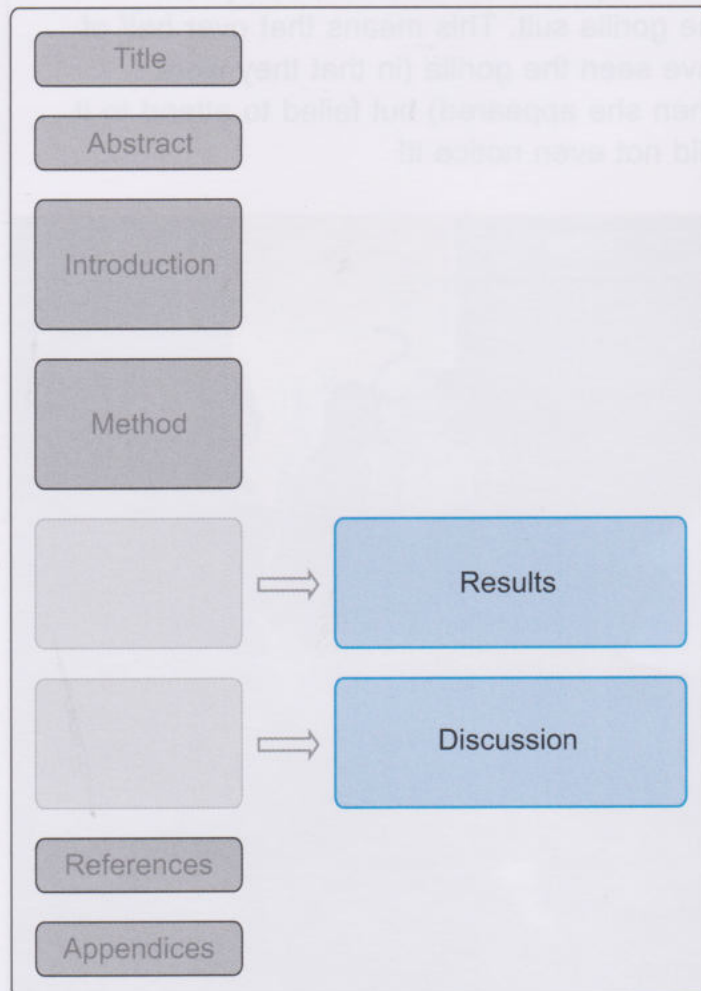 gorilla suit. This means that over half of
seen the gorilla (in that they
she appeared) but failed to attend to it
not even notice it!
Title
Abstract
Introduction
Method
Results
Discussion
References
Appendices